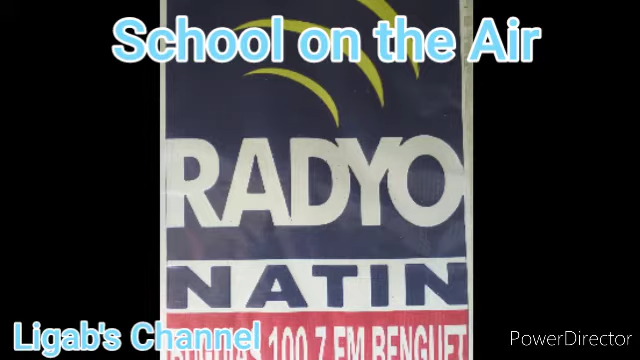 School on the Air
RADYO
NATIN
100.7 FM BENGUET
Ligab's Channel
PowerDirector